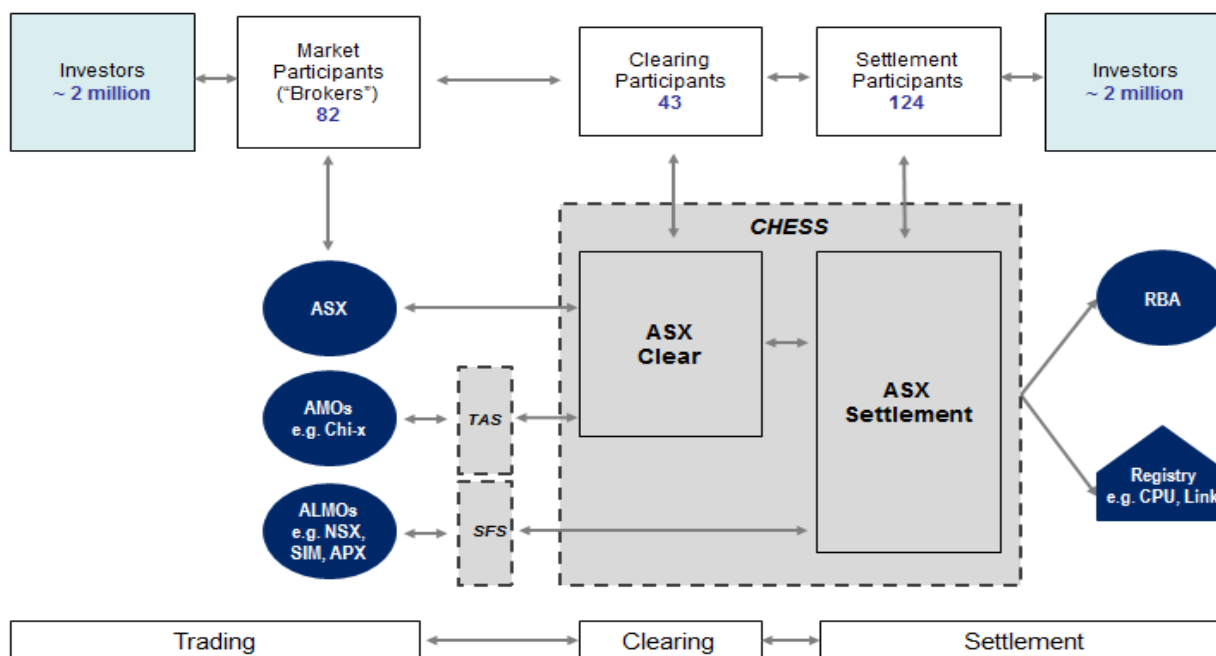 Investors
~ 2 million
Market
Participants
("Brokers")
82
Clearing
Participants
43
Settlement
Participants
124
Investors
~ 2 million
CHESS
ASX
ASX
Clear
ASX
Settlement
RBA
AMOs
e.g. Chi-x
TAS
Registry
e.g. CPU, Link
ALMOs
e.g. NSX,
SIM, APX
SFS
Trading
Clearing
Settlement